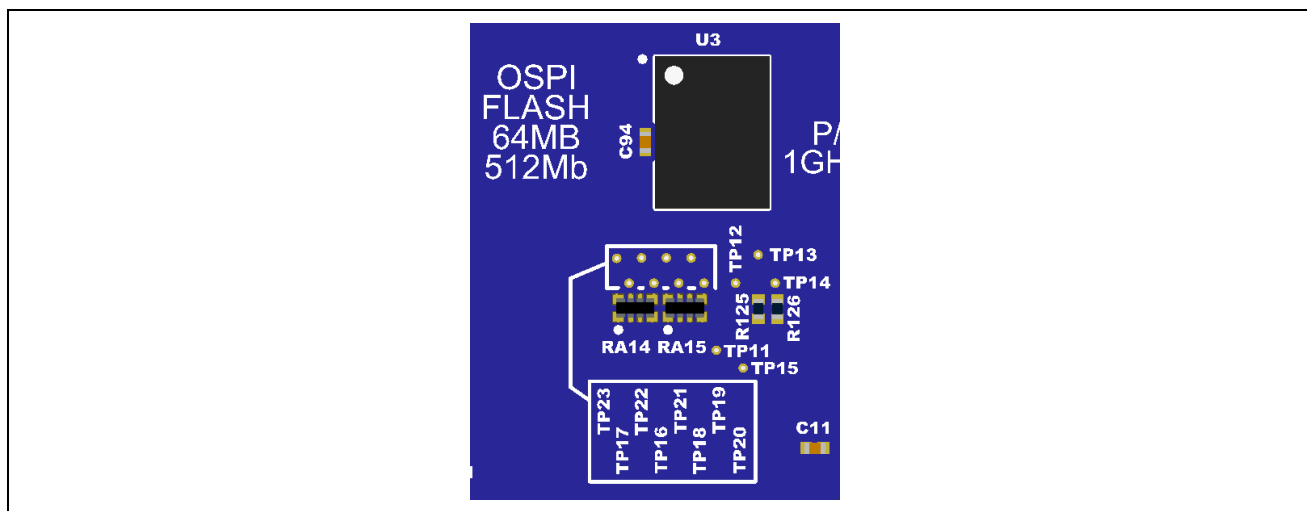 U3
OSPI
FLASH
64MB
512Mb
C94
P/
1GH
TP12
TP13
TP14
R125
R126
RA14
RA15
TP11
TP15
TP23
TP22
TP21
TP19
TP17
TP16
TP18
TP20
C11